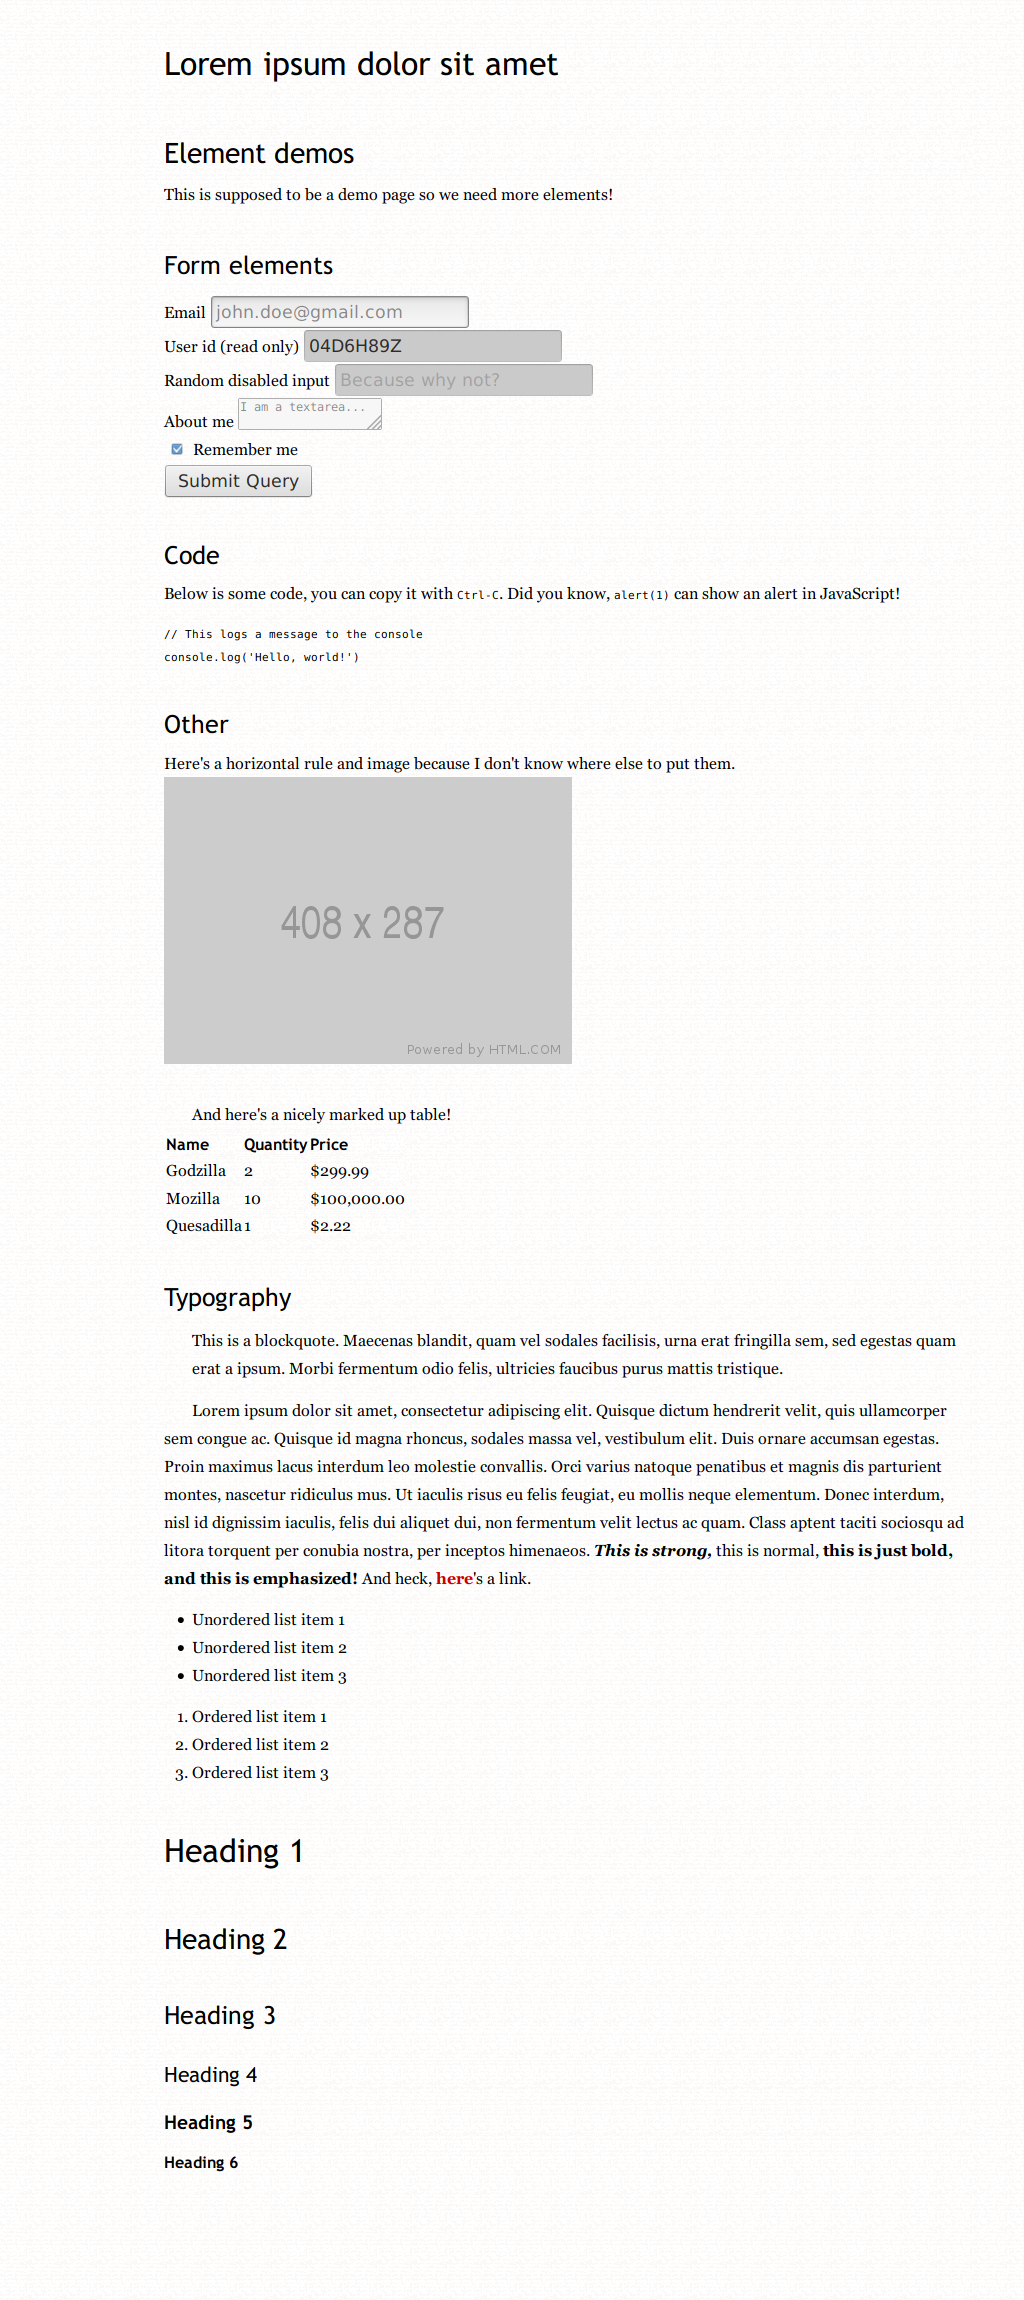 Lorem ipsum dolor sit amet
Element demos
This is supposed to be a demo page so we need more elements!
Form elements
Email john.doe@gmail.com
User id (read only) 04D6H89Z
Random disabled input Because why not?
About me I am a textarea...
Remember me
Submit Query
Code
Below is some code, you can copy it with Ctrl-C. Did you know, alert(1) can show an alert in JavaScript!
// This logs a message to the console
console.log('Hello, world!')
Other
Here's a horizontal rule and image because I don't know where else to put them.
408 x 287
Powered by HTML.COM
And here's a nicely marked up table!
Name Quantity Price
Godzilla 2 $299.99
Mozilla 10 $100,000.00
Quesadilla 1 $2.22
Typography
This is a blockquote. Maecenas blandit, quam vel sodales facilisis, urna erat fringilla sem, sed egestas quam
erat a ipsum. Morbi fermentum odio felis, ultricies faucibus purus mattis tristique.
Lorem ipsum dolor sit amet, consectetur adipiscing elit. Quisque dictum hendrerit velit, quis ullamcorper
sem congue ac. Quisque id magna rhoncus, sodales massa vel, vestibulum elit. Duis ornare accumsan egestas.
Proin maximus lacus interdum leo molestie convallis. Orci varius natoque penatibus et magnis dis parturient
montes, nascetur ridiculus mus. Ut iaculis risus eu felis feugiat, eu mollis neque elementum. Donec interdum,
nisl id dignissim iaculis, felis dui aliquet dui, non fermentum velit lectus ac quam. Class aptent taciti sociosqu ad
litora torquent per conubia nostra, per inceptos himenaeos. This is strong, this is normal, this is just bold,
and this is emphasized! And heck, here's a link.
• Unordered list item 1
• Unordered list item 2
• Unordered list item 3
1. Ordered list item 1
2. Ordered list item 2
3. Ordered list item 3
Heading 1
Heading 2
Heading 3
Heading 4
Heading 5
Heading 6